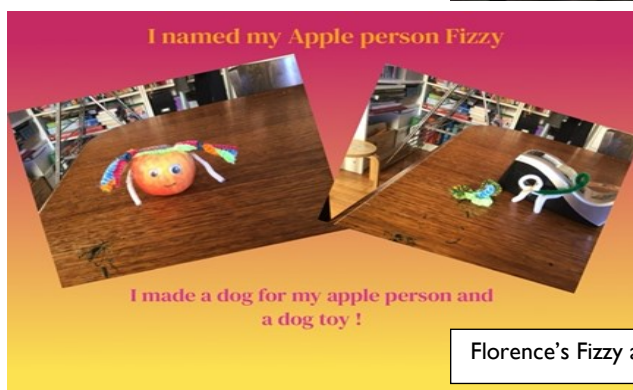 I named my Apple person Fizzy
I made a dog for my apple person and
a dog toy !
Florence's Fizzy a